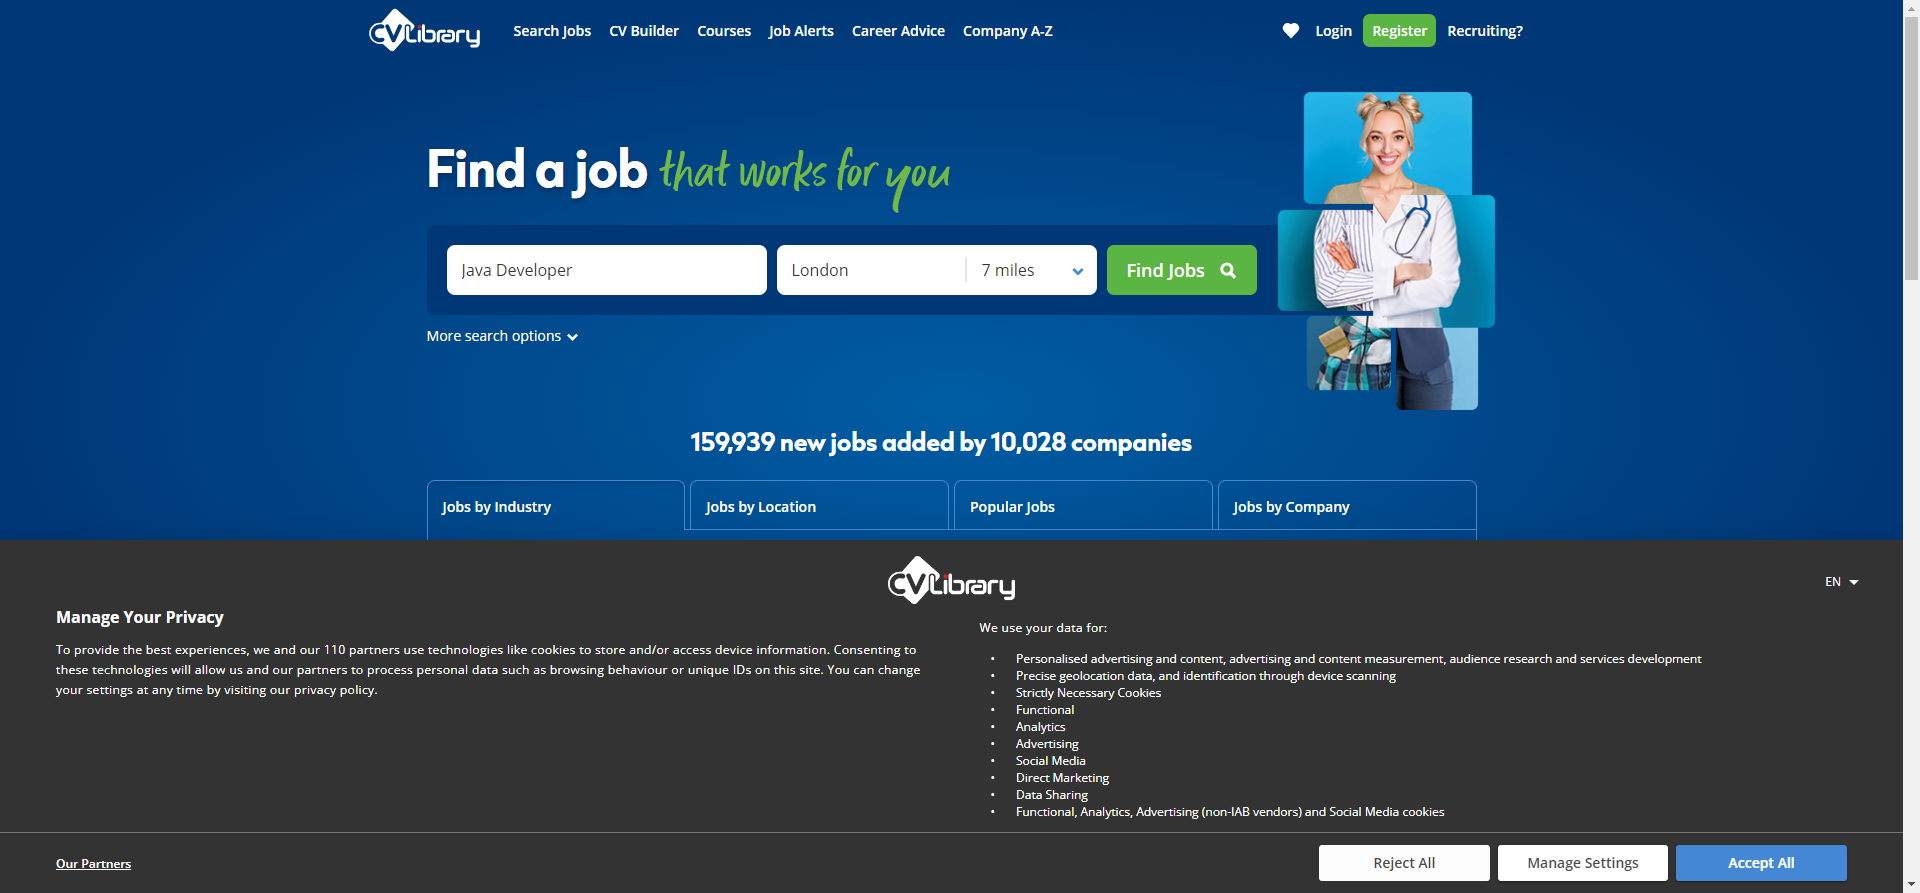 CVLibrary
Search Jobs
CV Builder
Courses
Job Alerts
Career Advice
Company A-Z
Login
Register
Recruiting?
Find a job that works for you
Java Developer
London
7 miles
Find Jobs
More search options
159,939 new jobs added by 10,028 companies
Jobs by Industry
Jobs by Location
Popular Jobs
Jobs by Company
CVLibrary
EN
Manage Your Privacy
To provide the best experiences, we and our 110 partners use technologies like cookies to store and/or access device information. Consenting to
these technologies will allow us and our partners to process personal data such as browsing behaviour or unique IDs on this site. You can change
your settings at any time by visiting our privacy policy.
We use your data for:
• Personalised advertising and content, advertising and content measurement, audience research and services development
• Precise geolocation data, and identification through device scanning
• Strictly Necessary Cookies
• Functional
• Analytics
• Advertising
• Social Media
• Direct Marketing
• Data Sharing
• Functional, Analytics, Advertising (non-IAB vendors) and Social Media cookies
Our Partners
Reject All
Manage Settings
Accept All